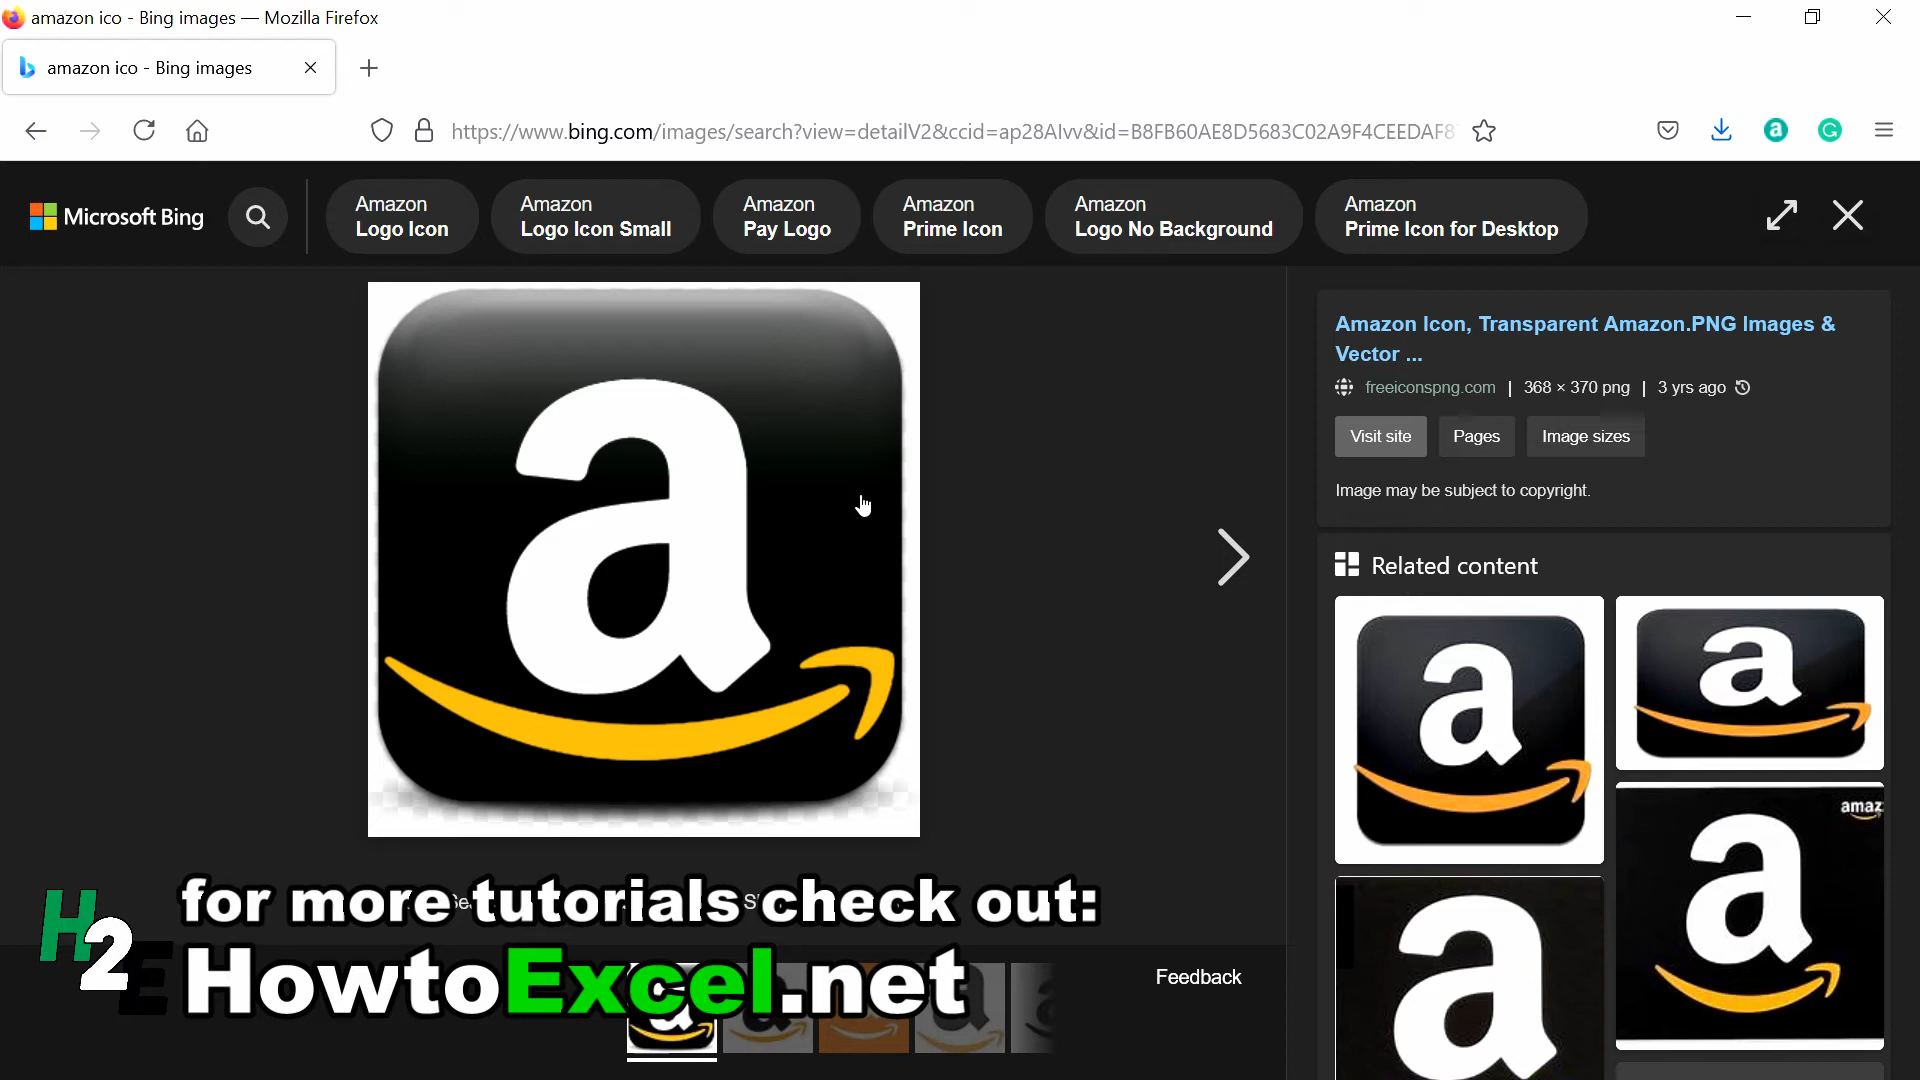 amazon ico - Bing images — Mozilla Firefox
amazon ico - Bing images
https://www.bing.com/images/search?view=detailV2&ccid=ap28AIvv&id=B8FB60AE8D5683C02A9F4CEEDAF8
Microsoft Bing
Amazon
Logo Icon
Amazon
Logo Icon Small
Amazon
Pay Logo
Amazon
Prime Icon
Amazon
Logo No Background
Amazon
Prime Icon for Desktop
a
Amazon Icon, Transparent Amazon.PNG Images &
Vector ...
freeiconspng.com | 368 × 370 png | 3 yrs ago
Visit site
Pages
Image sizes
Image may be subject to copyright.
Related content
a
a
amaz
a
a
for more tutorials check out:
H2E
HowtoExcel.net
Feedback